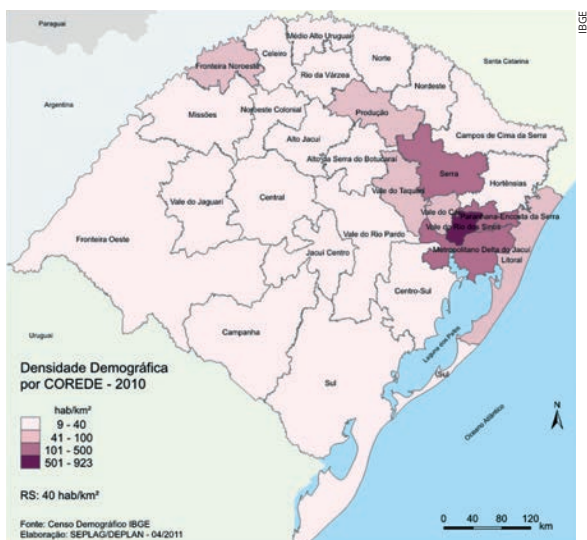 IBGE
Paraguai
Médio Alto Uruguai
Celeiro
Norte
Santa Catarina
Fronteira Noroeste
Rio da Várzea
Nordeste
Argentina
Missões
Noroeste Colonial
Produção
Campos de Cima da Serra
Alto Jacuí
Alto da Serra do Botucaraí
Serra
Hortênsias
Vale do Jaguari
Central
Vale do Taquari
Vale do
Paranhana-Encosta da Serra
Vale do Rio dos Sinos
Fronteira Oeste
Vale do Rio Pardo
Metropolitano Delta do Jacuí
Jacuí Centro
Litoral
Centro-Sul
Campanha
Uruguai
Laguna dos Patos
Sul
Sul
Oceano Atlântico
N
Densidade Demográfica
por COREDE - 2010
hab/km²
9 - 40
41 - 100
101 - 500
501 - 923
RS: 40 hab/km²
0 20 40 80 120
km
Fonte: Censo Demográfico IBGE
Elaboração: SEPLAG/DEPLAN - 04/2011